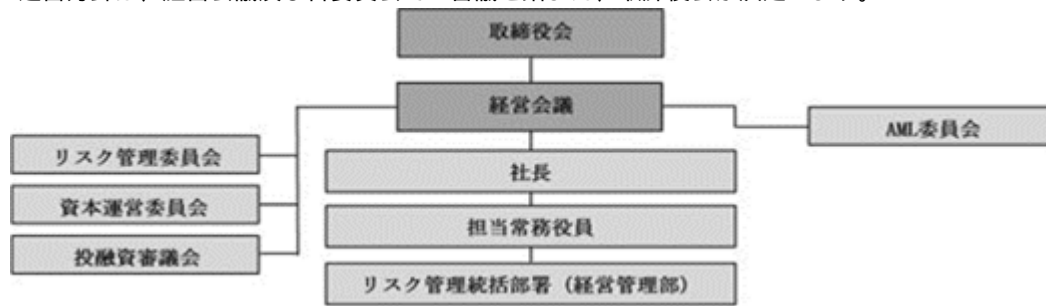 取締役会
経営会議
AML委員会
リスク管理委員会
社長
資本運営委員会
担当常務役員
投融資審議会
リスク管理統括部署（経営管理部）